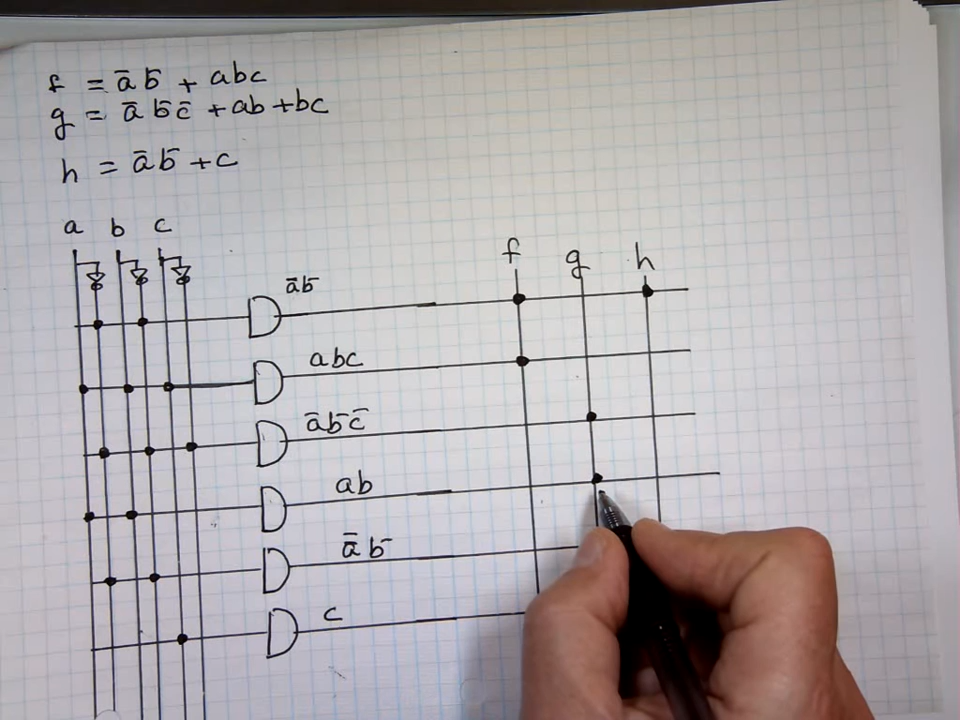 f = āb̄ + abc
g = āb̄c̄ + ab + bc
h = āb̄ + c
a b c
f g h
āb̄
abc
āb̄c̄
ab
āb̄
c